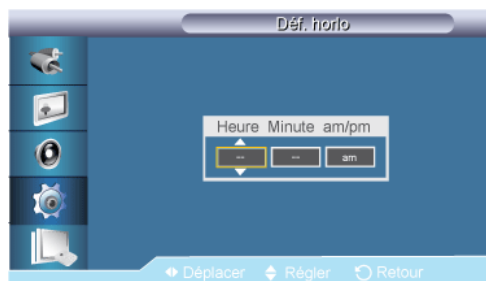 Déf. horlo
Heure Minute am/pm
-- -- am
Déplacer Régler Retour